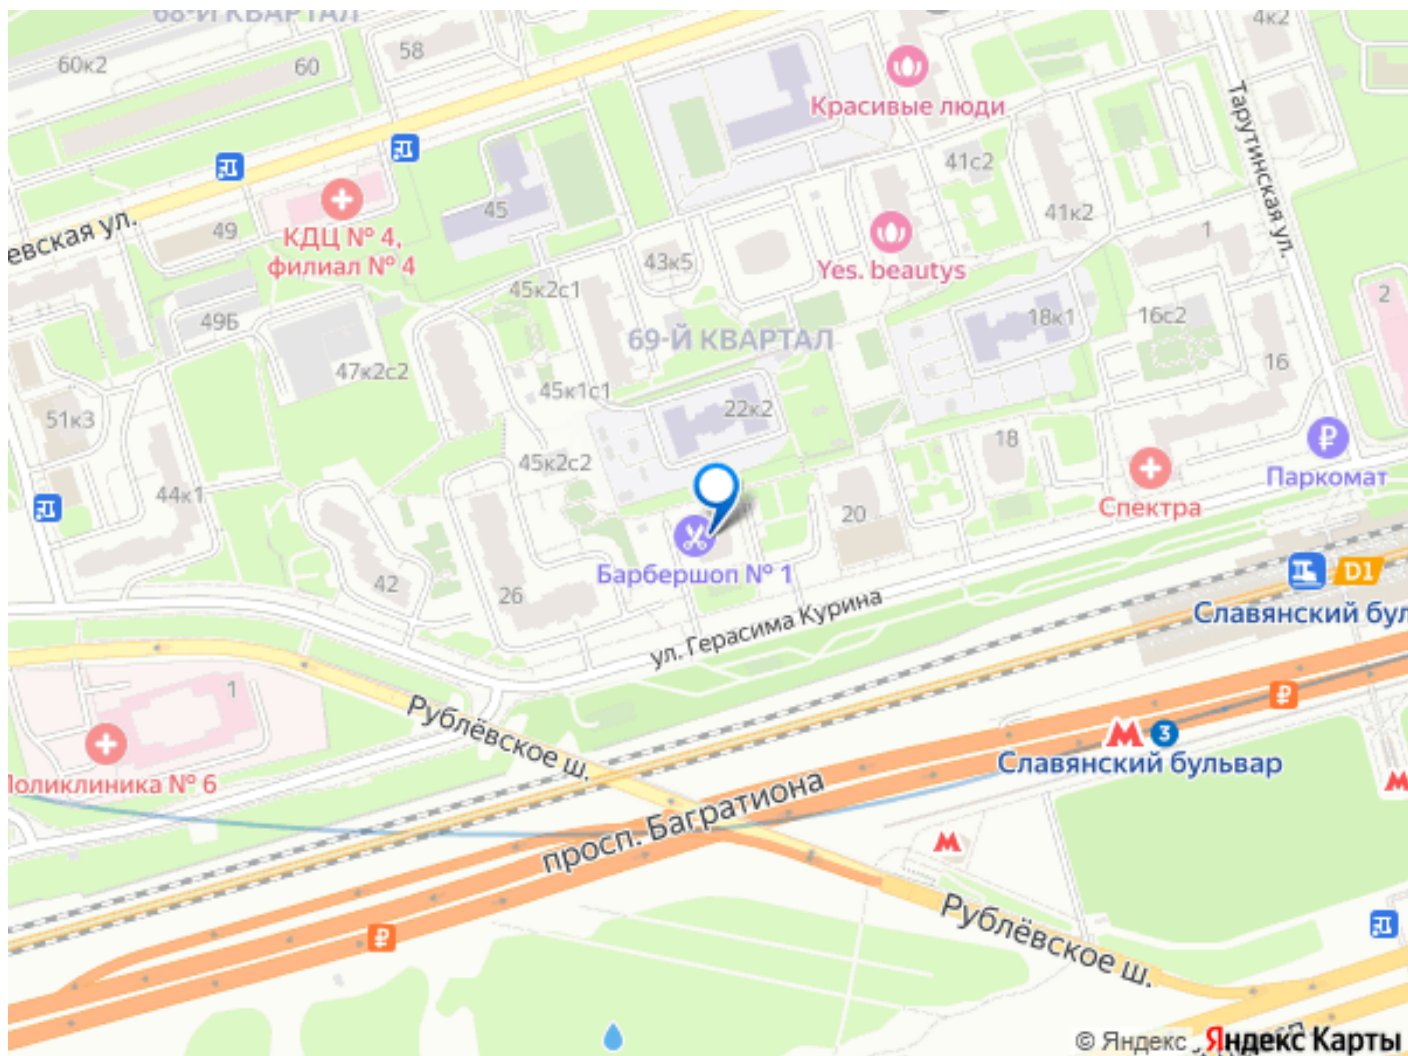 68-Й КВАРТАЛ
4к2
58
60к2
60
Красивые люди
Тарутинская ул.
41с2
45
41к2
49
евская ул.
КДЦ № 4,
филиал № 4
1
43к5
Yes. beautys
45к2с1
2
49Б
18к1
16с2
69-Й КВАРТАЛ
47к2с2
16
45к1с1
22к2
51к3
18
45к2с2
Паркомат
44к1
Спектра
20
Барбершоп № 1
D1
42
26
Славянский бул
ул. Герасима Курина
1
Рублёвское ш.
3
Славянский бульвар
Поликлиника № 6
просп. Багратиона
Рублёвское ш.
© Яндекс Яндекс Карты